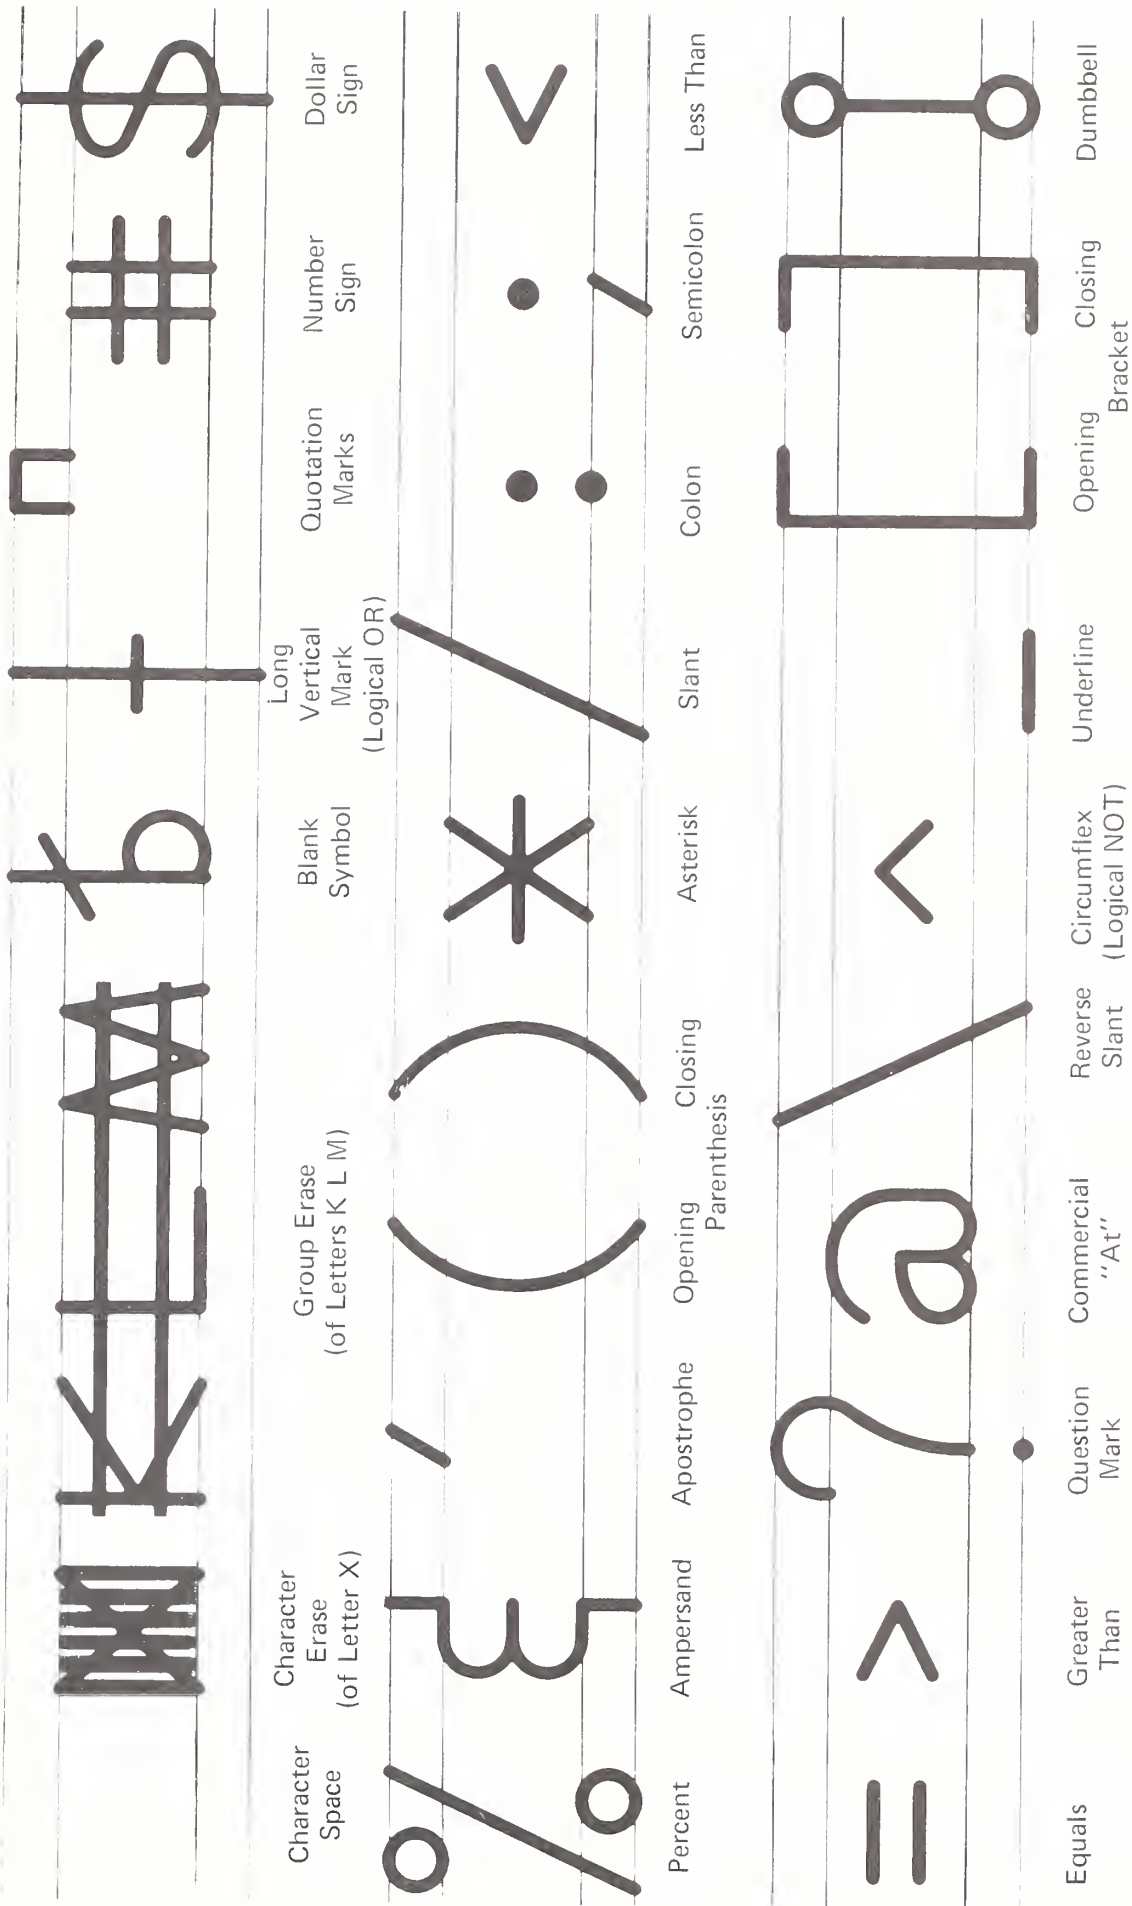 Character
Space
Character
Erase
(of Letter X)
Group Erase
(of Letters K L M)
Blank
Symbol
Long
Vertical
Mark
(Logical OR)
Quotation
Marks
Number
Sign
Dollar
Sign
Percent
Ampersand
Apostrophe
Opening
Closing
Parenthesis
Asterisk
Slant
Colon
Semicolon
Less Than
Equals
Greater
Than
Question
Mark
Commercial
"At"
Reverse
Slant
Circumflex
(Logical NOT)
Underline
Opening
Closing
Bracket
Dumbbell